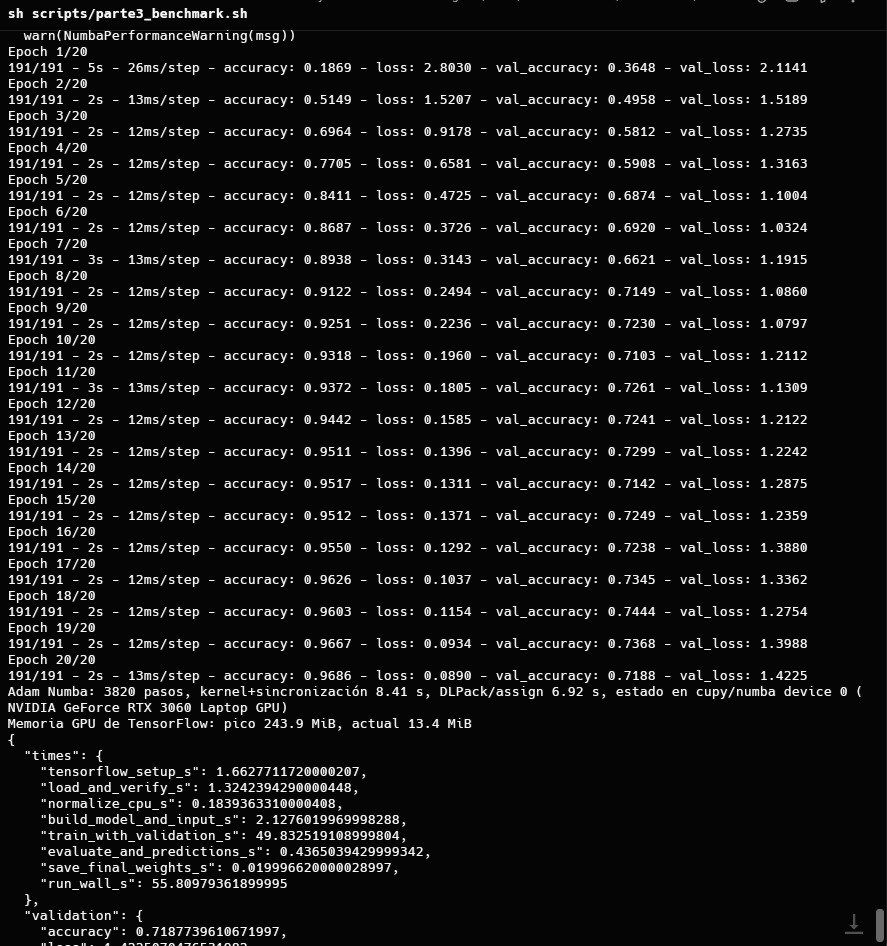 sh scripts/parte3_benchmark.sh
warn(NumbaPerformanceWarning(msg))
Epoch 1/20
191/191 - 5s - 26ms/step - accuracy: 0.1869 - loss: 2.8030 - val_accuracy: 0.3648 - val_loss: 2.1141
Epoch 2/20
191/191 - 2s - 13ms/step - accuracy: 0.5149 - loss: 1.5207 - val_accuracy: 0.4958 - val_loss: 1.5189
Epoch 3/20
191/191 - 2s - 12ms/step - accuracy: 0.6964 - loss: 0.9178 - val_accuracy: 0.5812 - val_loss: 1.2735
Epoch 4/20
191/191 - 2s - 12ms/step - accuracy: 0.7705 - loss: 0.6581 - val_accuracy: 0.5908 - val_loss: 1.3163
Epoch 5/20
191/191 - 2s - 12ms/step - accuracy: 0.8411 - loss: 0.4725 - val_accuracy: 0.6874 - val_loss: 1.1004
Epoch 6/20
191/191 - 2s - 12ms/step - accuracy: 0.8687 - loss: 0.3726 - val_accuracy: 0.6920 - val_loss: 1.0324
Epoch 7/20
191/191 - 3s - 13ms/step - accuracy: 0.8938 - loss: 0.3143 - val_accuracy: 0.6621 - val_loss: 1.1915
Epoch 8/20
191/191 - 2s - 12ms/step - accuracy: 0.9122 - loss: 0.2494 - val_accuracy: 0.7149 - val_loss: 1.0860
Epoch 9/20
191/191 - 2s - 12ms/step - accuracy: 0.9251 - loss: 0.2236 - val_accuracy: 0.7230 - val_loss: 1.0797
Epoch 10/20
191/191 - 2s - 12ms/step - accuracy: 0.9318 - loss: 0.1960 - val_accuracy: 0.7103 - val_loss: 1.2112
Epoch 11/20
191/191 - 3s - 13ms/step - accuracy: 0.9372 - loss: 0.1805 - val_accuracy: 0.7261 - val_loss: 1.1309
Epoch 12/20
191/191 - 2s - 12ms/step - accuracy: 0.9442 - loss: 0.1585 - val_accuracy: 0.7241 - val_loss: 1.2122
Epoch 13/20
191/191 - 2s - 12ms/step - accuracy: 0.9511 - loss: 0.1396 - val_accuracy: 0.7299 - val_loss: 1.2242
Epoch 14/20
191/191 - 2s - 12ms/step - accuracy: 0.9517 - loss: 0.1311 - val_accuracy: 0.7142 - val_loss: 1.2875
Epoch 15/20
191/191 - 2s - 12ms/step - accuracy: 0.9512 - loss: 0.1371 - val_accuracy: 0.7249 - val_loss: 1.2359
Epoch 16/20
191/191 - 2s - 12ms/step - accuracy: 0.9550 - loss: 0.1292 - val_accuracy: 0.7238 - val_loss: 1.3880
Epoch 17/20
191/191 - 2s - 12ms/step - accuracy: 0.9626 - loss: 0.1037 - val_accuracy: 0.7345 - val_loss: 1.3362
Epoch 18/20
191/191 - 2s - 12ms/step - accuracy: 0.9603 - loss: 0.1154 - val_accuracy: 0.7444 - val_loss: 1.2754
Epoch 19/20
191/191 - 2s - 12ms/step - accuracy: 0.9667 - loss: 0.0934 - val_accuracy: 0.7368 - val_loss: 1.3988
Epoch 20/20
191/191 - 2s - 13ms/step - accuracy: 0.9686 - loss: 0.0890 - val_accuracy: 0.7188 - val_loss: 1.4225
Adam Numba: 3820 pasos, kernel+sincronización 8.41 s, DLPack/assign 6.92 s, estado en cupy/numba device 0 (
NVIDIA GeForce RTX 3060 Laptop GPU)
Memoria GPU de TensorFlow: pico 243.9 MiB, actual 13.4 MiB
{
"times": {
"tensorflow_setup_s": 1.6627711720000207,
"load_and_verify_s": 1.3242394290000448,
"normalize_cpu_s": 0.1839363310000408,
"build_model_and_input_s": 2.1276019969998288,
"train_with_validation_s": 49.832519108999804,
"evaluate_and_predictions_s": 0.4365039429999342,
"save_final_weights_s": 0.019996620000028997,
"run_wall_s": 55.80979361899995
},
"validation": {
"accuracy": 0.7187739610671997,